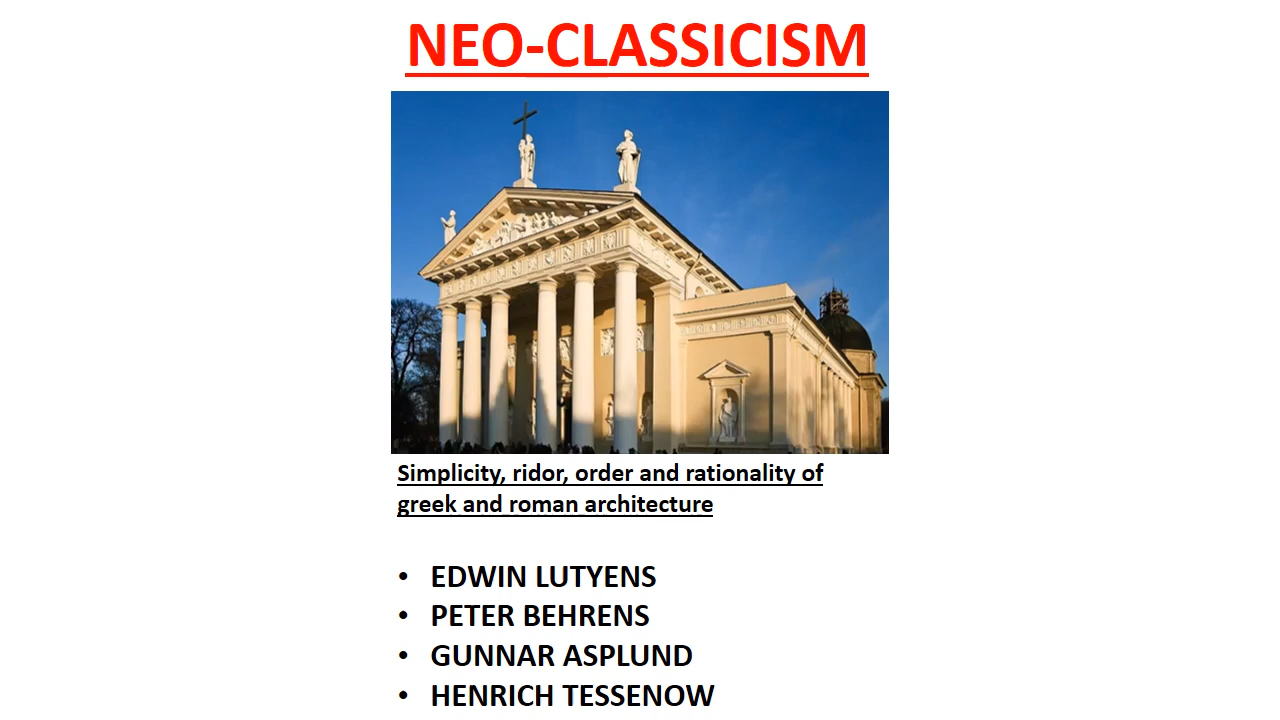 NEO-CLASSICISM
Simplicity, ridor, order and rationality of
greek and roman architecture
• EDWIN LUTYENS
• PETER BEHRENS
• GUNNAR ASPLUND
• HENRICH TESSENOW